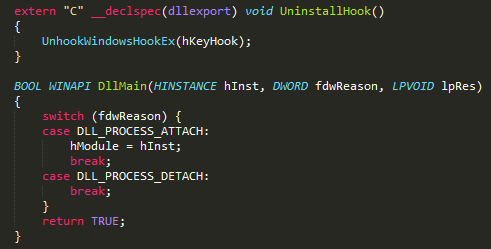 extern "C" __declspec(dllexport) void UninstallHook()
{
    UnhookWindowsHookEx(hKeyHook);
}

BOOL WINAPI DllMain(HINSTANCE hInst, DWORD fdwReason, LPVOID lpRes)
{
    switch (fdwReason) {
    case DLL_PROCESS_ATTACH:
        hModule = hInst;
        break;
    case DLL_PROCESS_DETACH:
        break;
    }
    return TRUE;
}